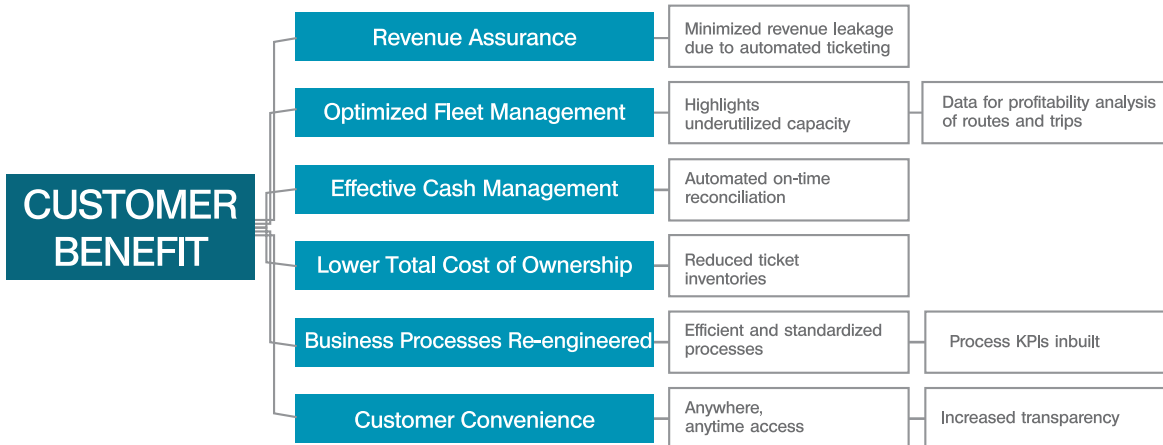 CUSTOMER
BENEFIT
Revenue Assurance
Minimized revenue leakage
due to automated ticketing
Optimized Fleet Management
Highlights
underutilized capacity
Data for profitability analysis
of routes and trips
Effective Cash Management
Automated on-time
reconciliation
Lower Total Cost of Ownership
Reduced ticket
inventories
Business Processes Re-engineered
Efficient and standardized
processes
Process KPIs inbuilt
Customer Convenience
Anywhere,
anytime access
Increased transparency